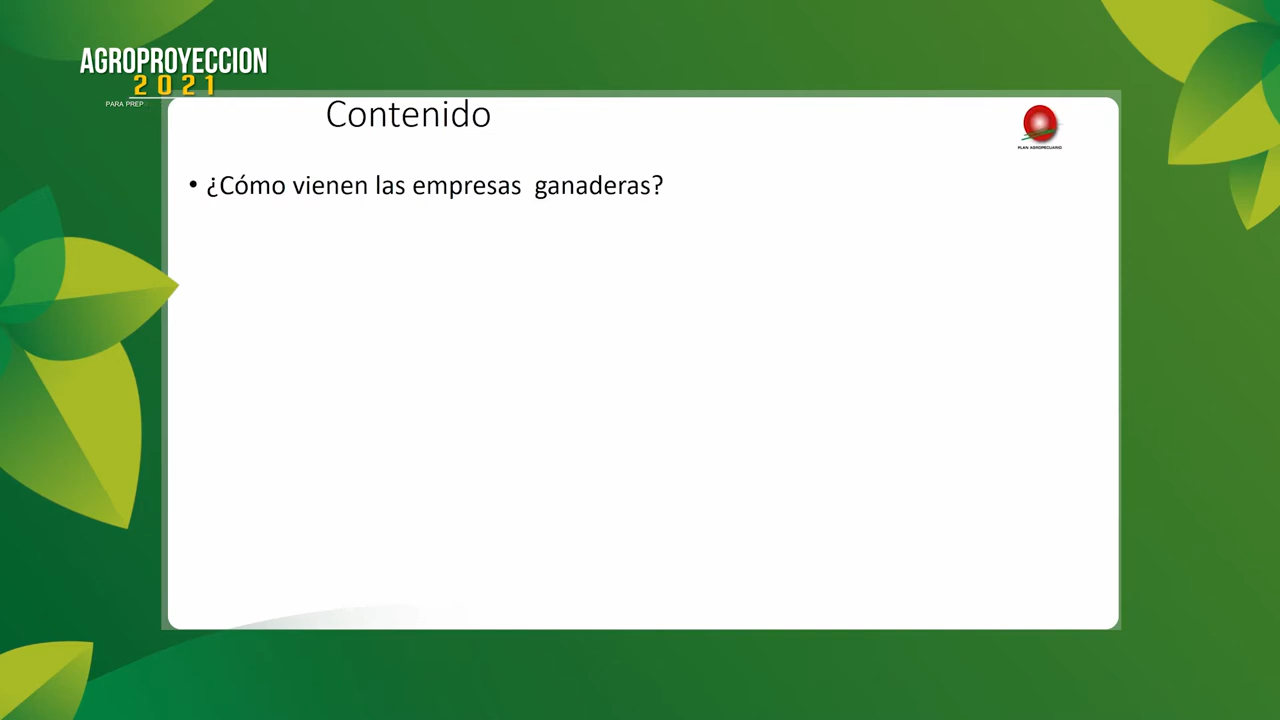 AGROPROYECCION
2021
PARA PREP
Contenido
PLAN AGROPECUARIO
• ¿Cómo vienen las empresas ganaderas?